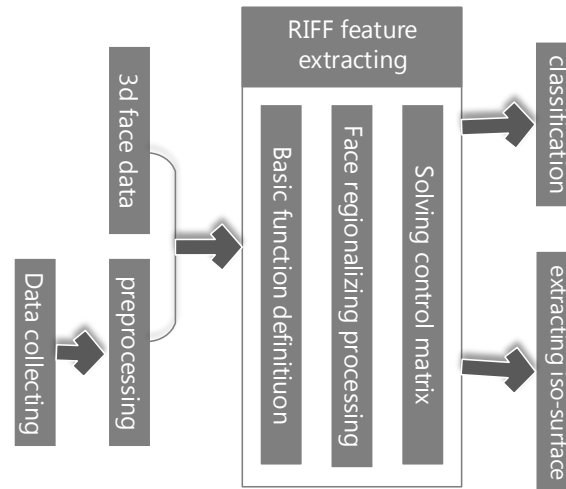 RIFF feature
extracting
3d face data
Data collecting
preprocessing
Basic function definitiuon
Face regionalizing processing
Solving control matrix
classification
extracting iso-surface